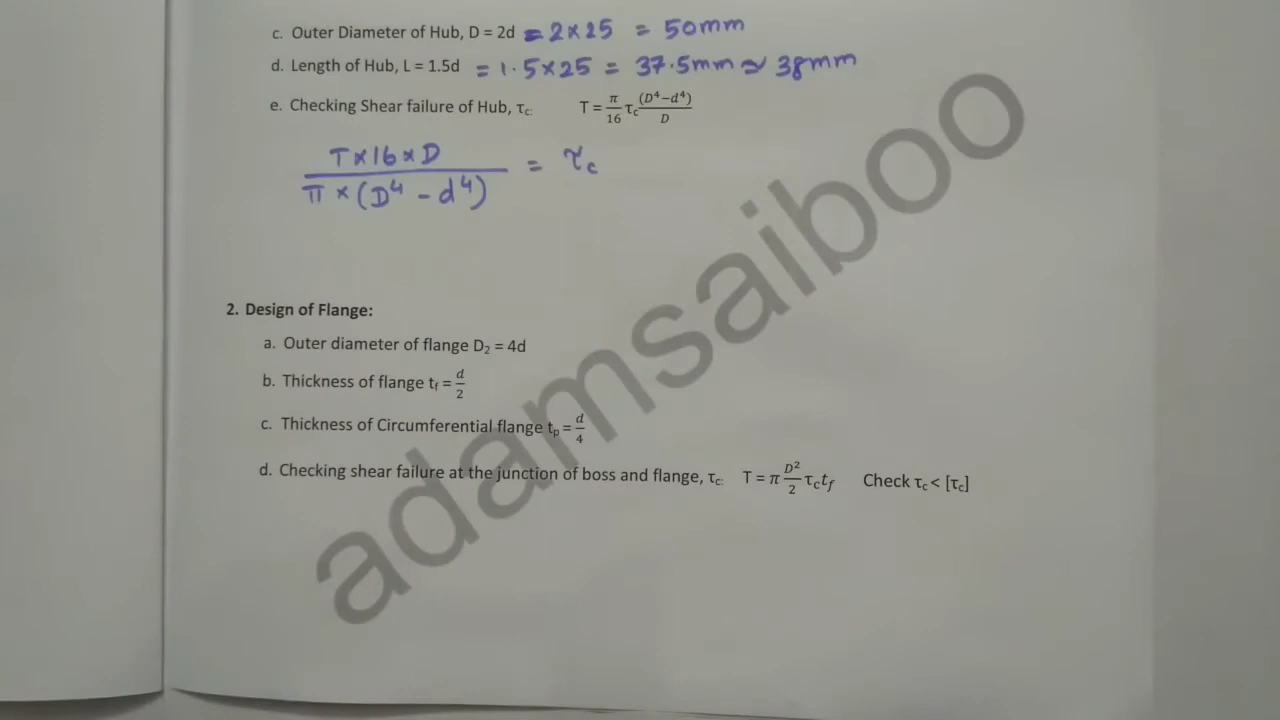 c. Outer Diameter of Hub, D = 2d = 2 × 25 = 50mm
d. Length of Hub, L = 1.5d = 1.5 × 25 = 37.5mm ≃ 38mm
e. Checking Shear failure of Hub, τc: T = π/16 τc (D⁴−d⁴)/D
T × 16 × D / π × (D⁴ - d⁴) = τc
2. Design of Flange:
a. Outer diameter of flange D₂ = 4d
b. Thickness of flange tf = d/2
c. Thickness of Circumferential flange tp = d/4
d. Checking shear failure at the junction of boss and flange, τc: T = π D²/2 τc tf Check τc < [τc]
adamsaiboo